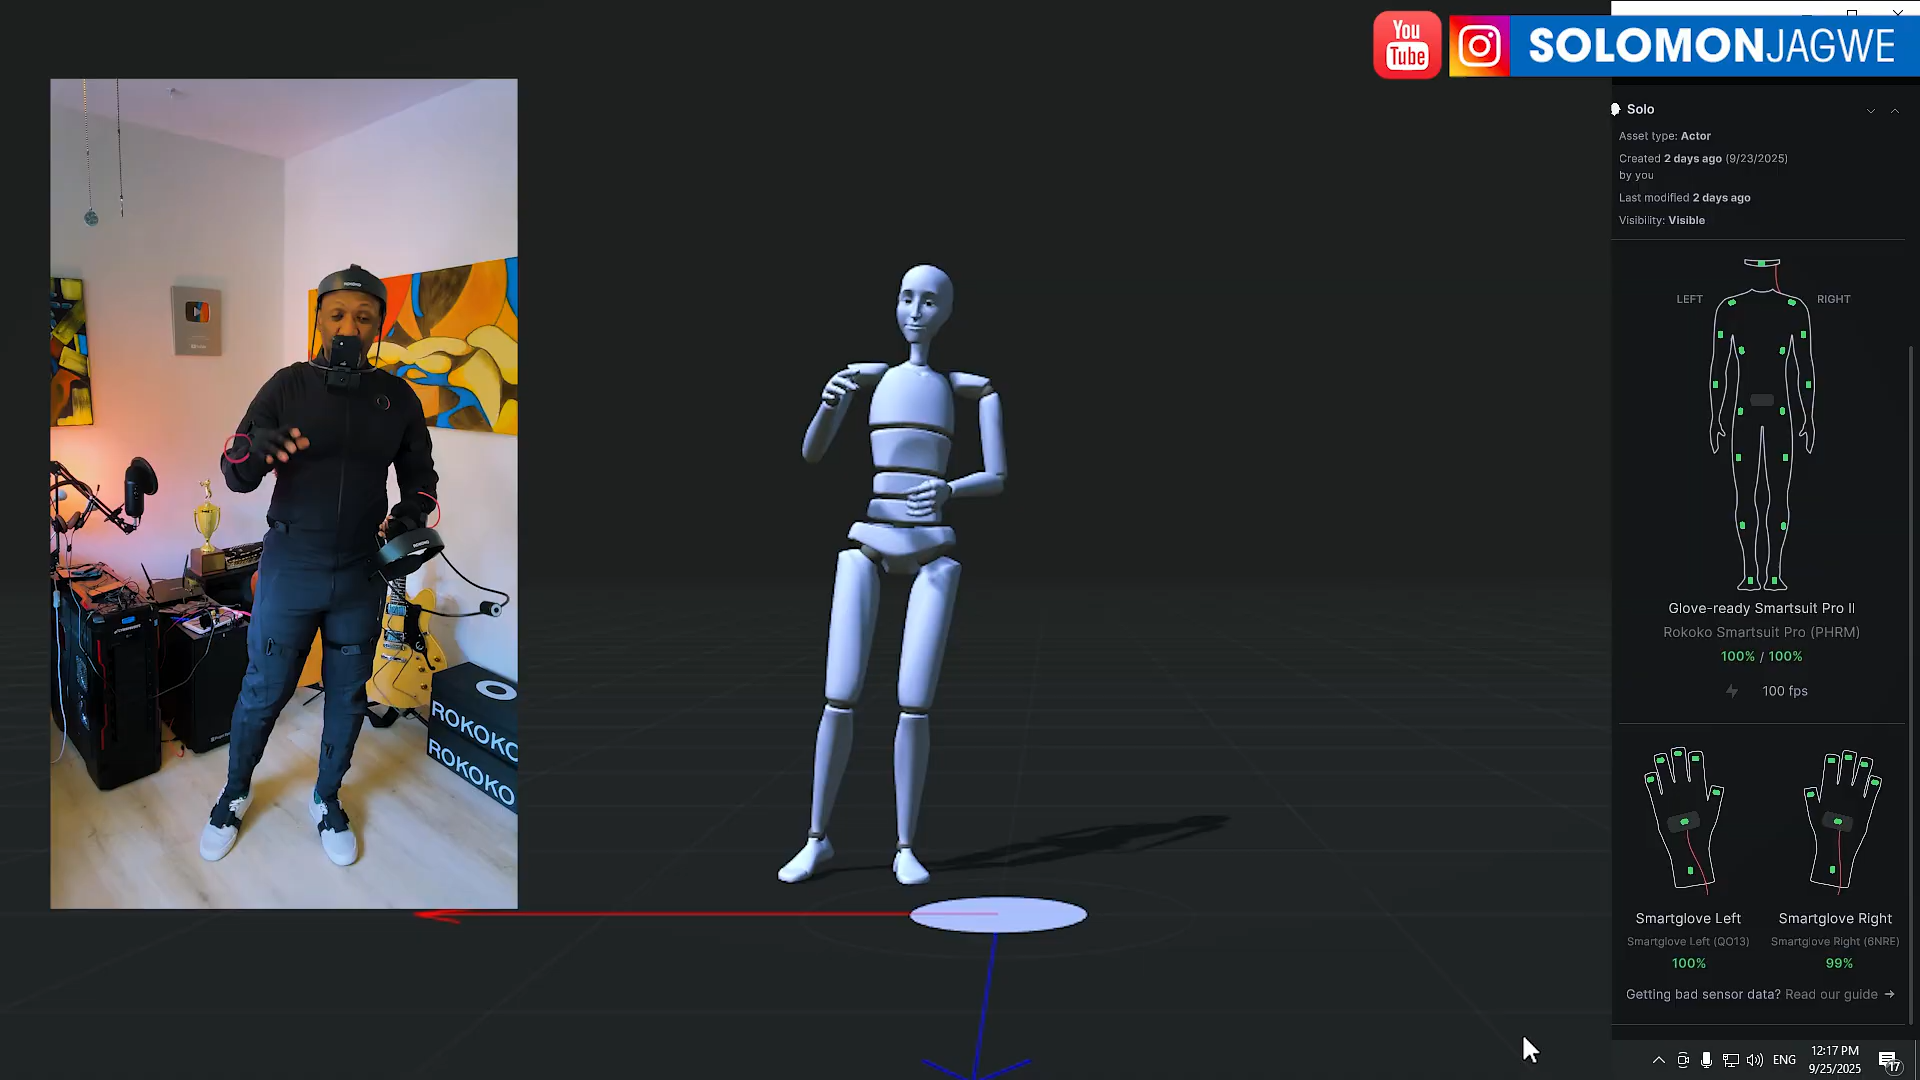 You
Tube
SOLOMONJAGWE
Solo
Asset type: Actor
Created 2 days ago (9/23/2025)
by you
Last modified 2 days ago
Visibility: Visible
LEFT
RIGHT
Glove-ready Smartsuit Pro II
Rokoko Smartsuit Pro (PHRM)
100% / 100%
100 fps
Smartglove Left
Smartglove Right
Smartglove Left (QO13)
Smartglove Right (6NRE)
100%
99%
Getting bad sensor data? Read our guide →
ENG
12:17 PM
9/25/2025
17
ROKOKO
ROKOKO
ROKOKO
ROKOKO